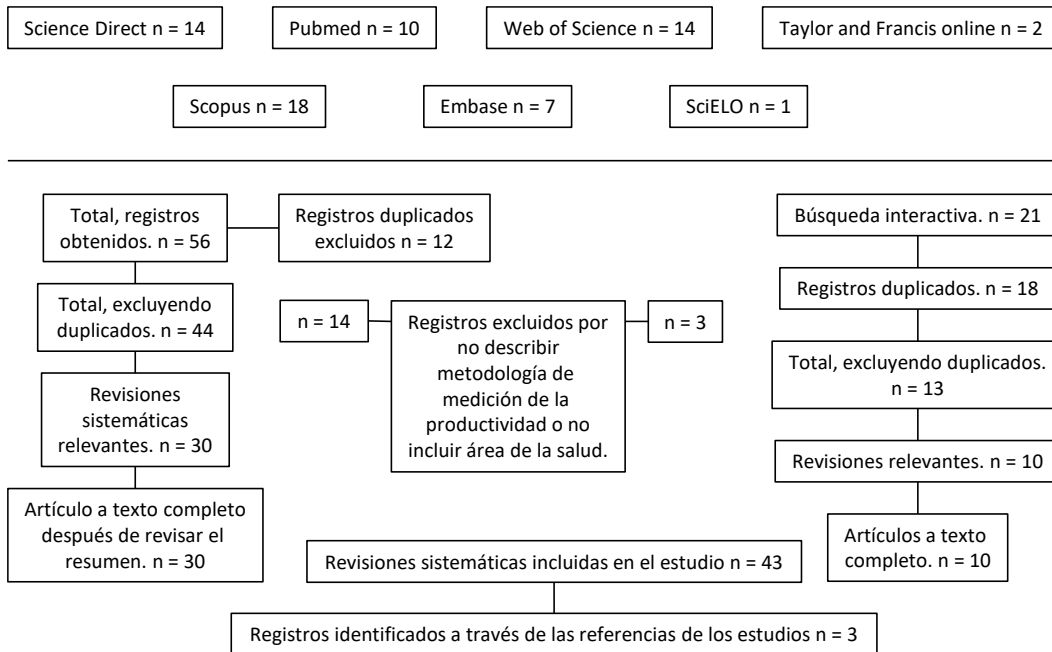 Science Direct n = 14
Pubmed n = 10
Web of Science n = 14
Taylor and Francis online n = 2
Scopus n = 18
Embase n = 7
SciELO n = 1
Total, registros
obtenidos. n = 56
Registros duplicados
excluidos n = 12
Total, excluyendo
duplicados. n = 44
Revisiones
sistemáticas
relevantes. n = 30
Artículo a texto completo
después de revisar el
resumen. n = 30
n = 14
Registros excluidos por
no describir
metodología de
medición de la
productividad o no
incluir área de la salud.
n = 3
Búsqueda interactiva. n = 21
Registros duplicados. n = 18
Total, excluyendo duplicados.
n = 13
Revisiones relevantes. n = 10
Artículos a texto
completo. n = 10
Revisiones sistemáticas incluidas en el estudio n = 43
Registros identificados a través de las referencias de los estudios n = 3